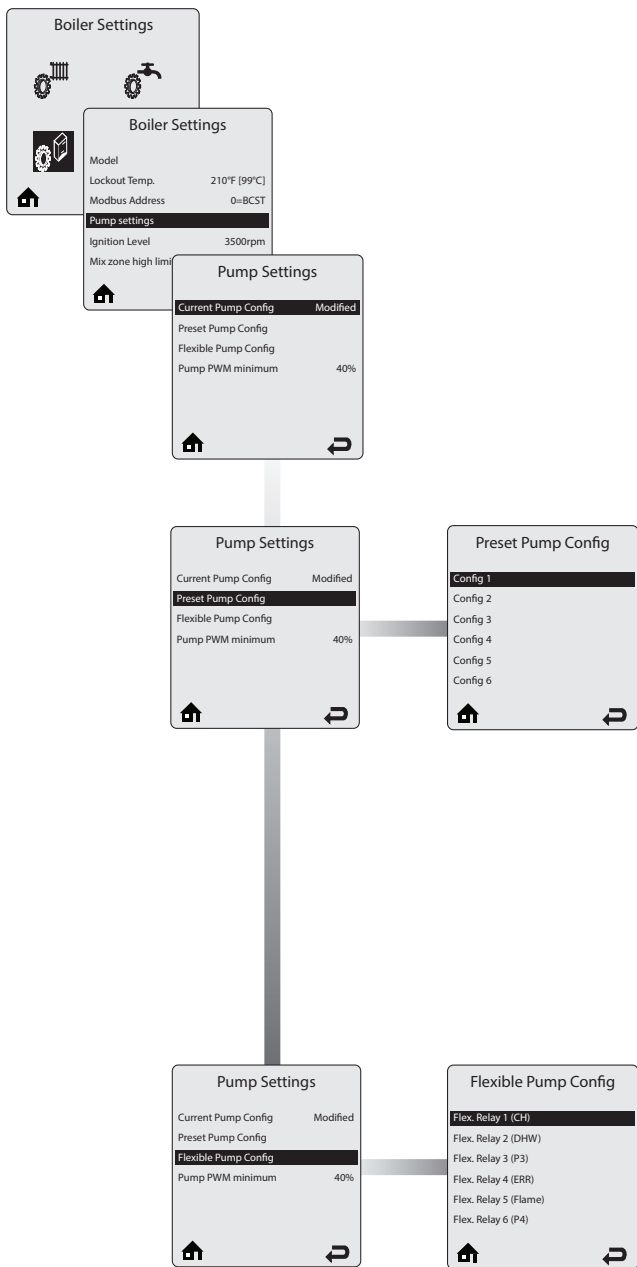 Boiler Settings
Boiler Settings
Model
Lockout Temp. 210°F [99°C]
Modbus Address 0=BCST
Pump settings
Ignition Level 3500rpm
Mix zone high limi
Pump Settings
Current Pump Config Modified
Preset Pump Config
Flexible Pump Config
Pump PWM minimum 40%
Pump Settings
Current Pump Config Modified
Preset Pump Config
Flexible Pump Config
Pump PWM minimum 40%
Preset Pump Config
Config 1
Config 2
Config 3
Config 4
Config 5
Config 6
Pump Settings
Current Pump Config Modified
Preset Pump Config
Flexible Pump Config
Pump PWM minimum 40%
Flexible Pump Config
Flex. Relay 1 (CH)
Flex. Relay 2 (DHW)
Flex. Relay 3 (P3)
Flex. Relay 4 (ERR)
Flex. Relay 5 (Flame)
Flex. Relay 6 (P4)